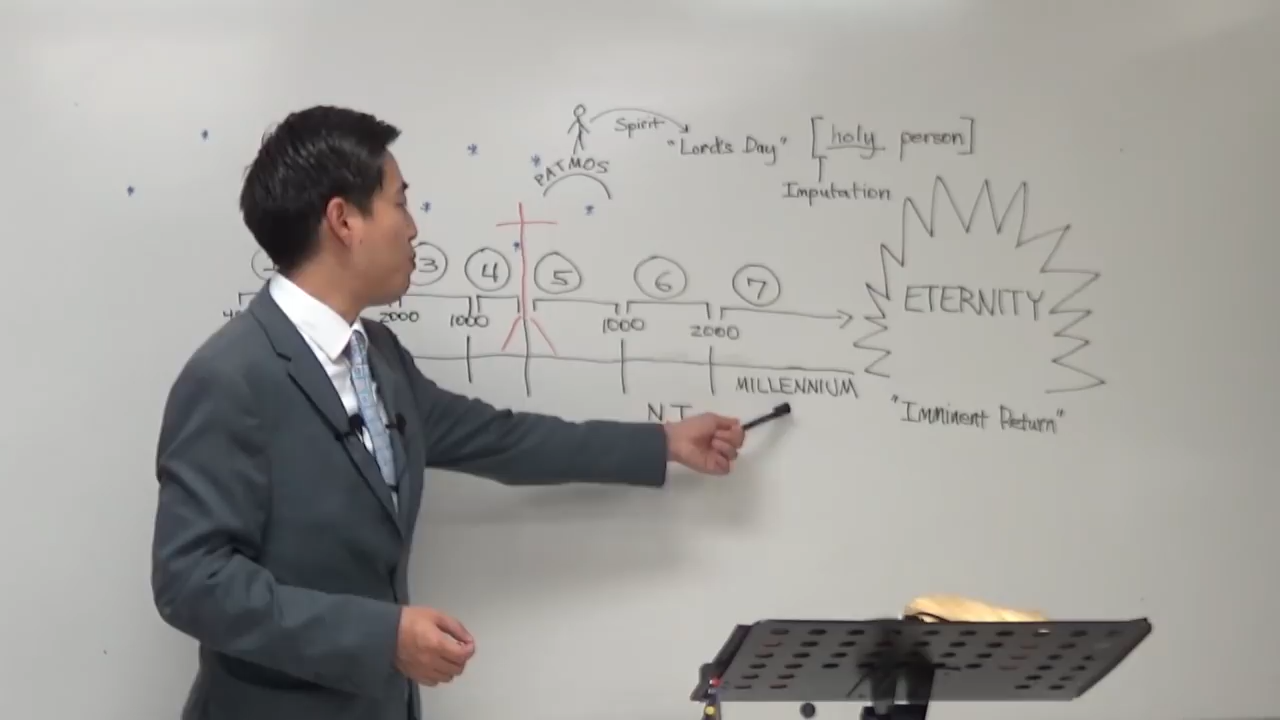 Spirit
"Lord's Day" [holy person]
PATMOS
Imputation
3 4 5 6 7
2000 1000 1000 2000
ETERNITY
MILLENNIUM
N.T.
"Imminent Return"